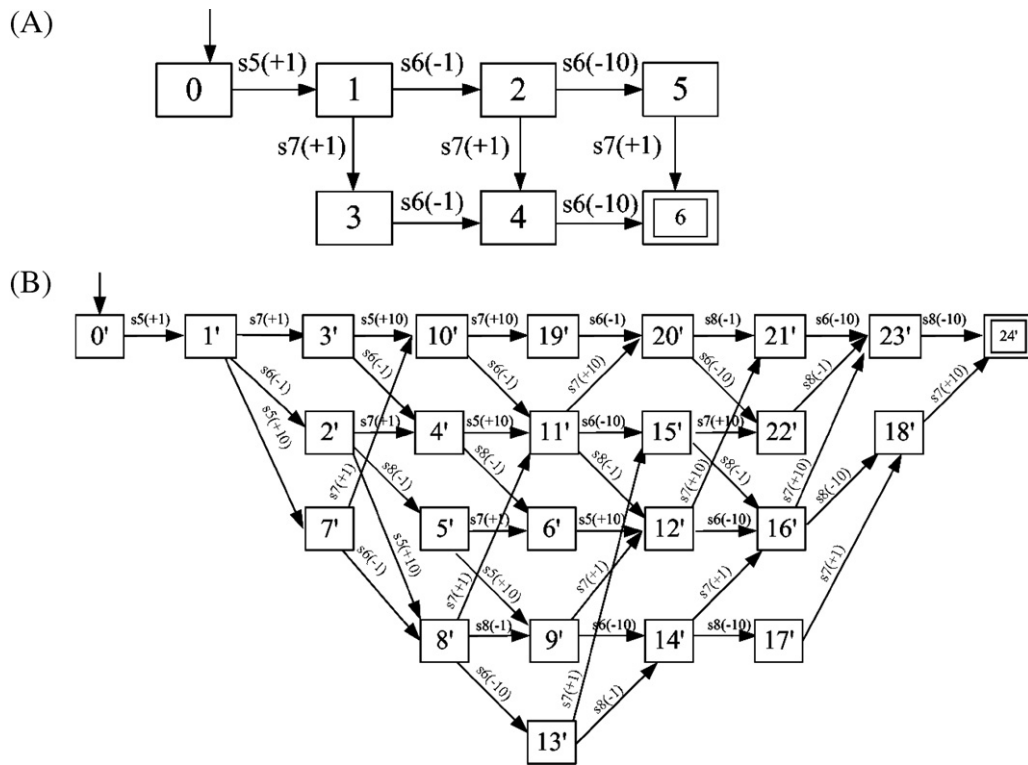 (A)
s5(+1) s6(-1) s6(-10)
0 1 2 5
s7(+1) s7(+1) s7(+1)
s6(-1) s6(-10)
3 4 6
(B)
s5(+1) s7(+1) s5(+10) s7(+10) s6(-1) s8(-1) s6(-10) s8(-10)
0' 1' 3' 10' 19' 20' 21' 23' 24'
s6(-1) s5(+10) s6(-1) s6(-1) s7(+10) s6(-10) s8(-1) s7(+10)
s7(+1) s5(+10) s6(-10) s7(+10)
2' 4' 11' 15' 22' 18'
s7(+1) s8(-1) s8(-1) s8(-1) s7(+10) s8(-1) s7(+10) s8(-10)
s7(+1) s5(+10) s6(-10)
7' 5' 6' 12' 16'
s6(-1) s5(+10) s7(+1) s5(+10) s7(+1) s7(+1) s7(+1)
s8(-1) s6(-10) s8(-10)
8' 9' 14' 17'
s6(-10) s7(+1) s8(-1)
13'